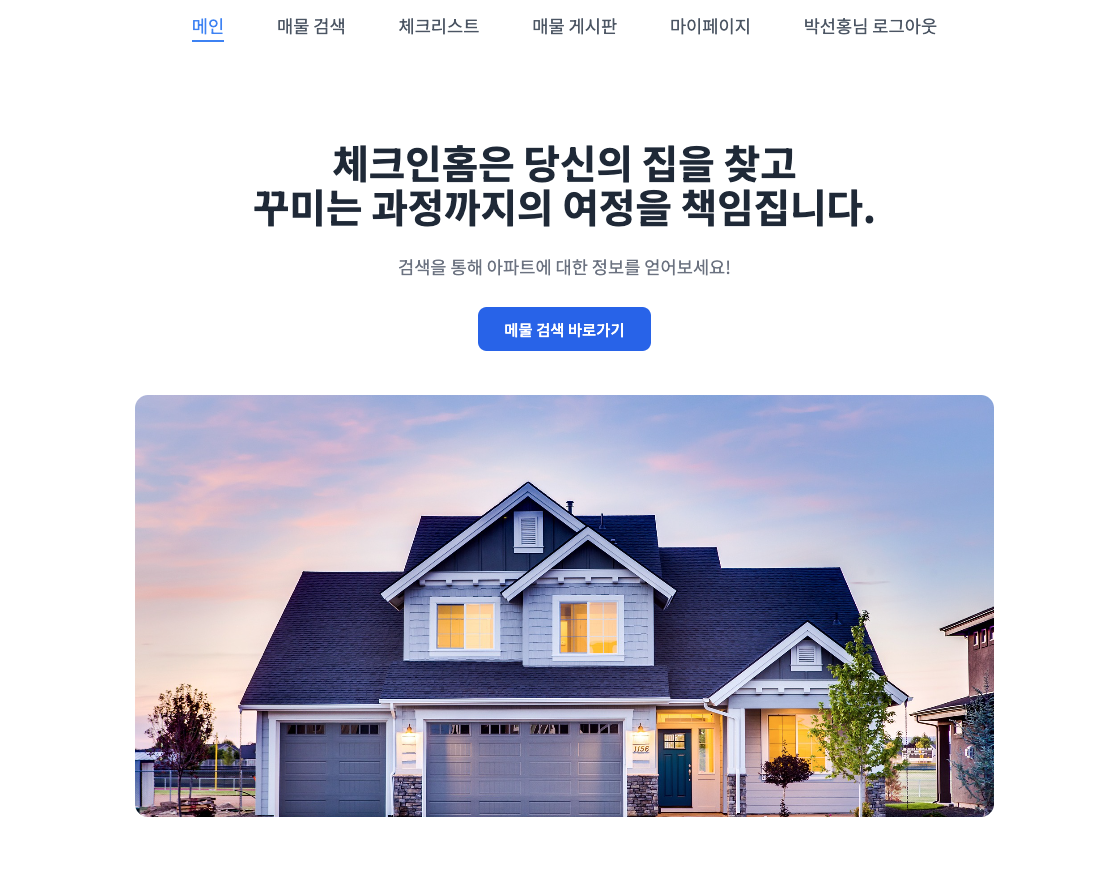 메인 매물 검색 체크리스트 매물 게시판 마이페이지 박선홍님 로그아웃
체크인홈은 당신의 집을 찾고
꾸미는 과정까지의 여정을 책임집니다.
검색을 통해 아파트에 대한 정보를 얻어보세요!
메물 검색 바로가기
1156